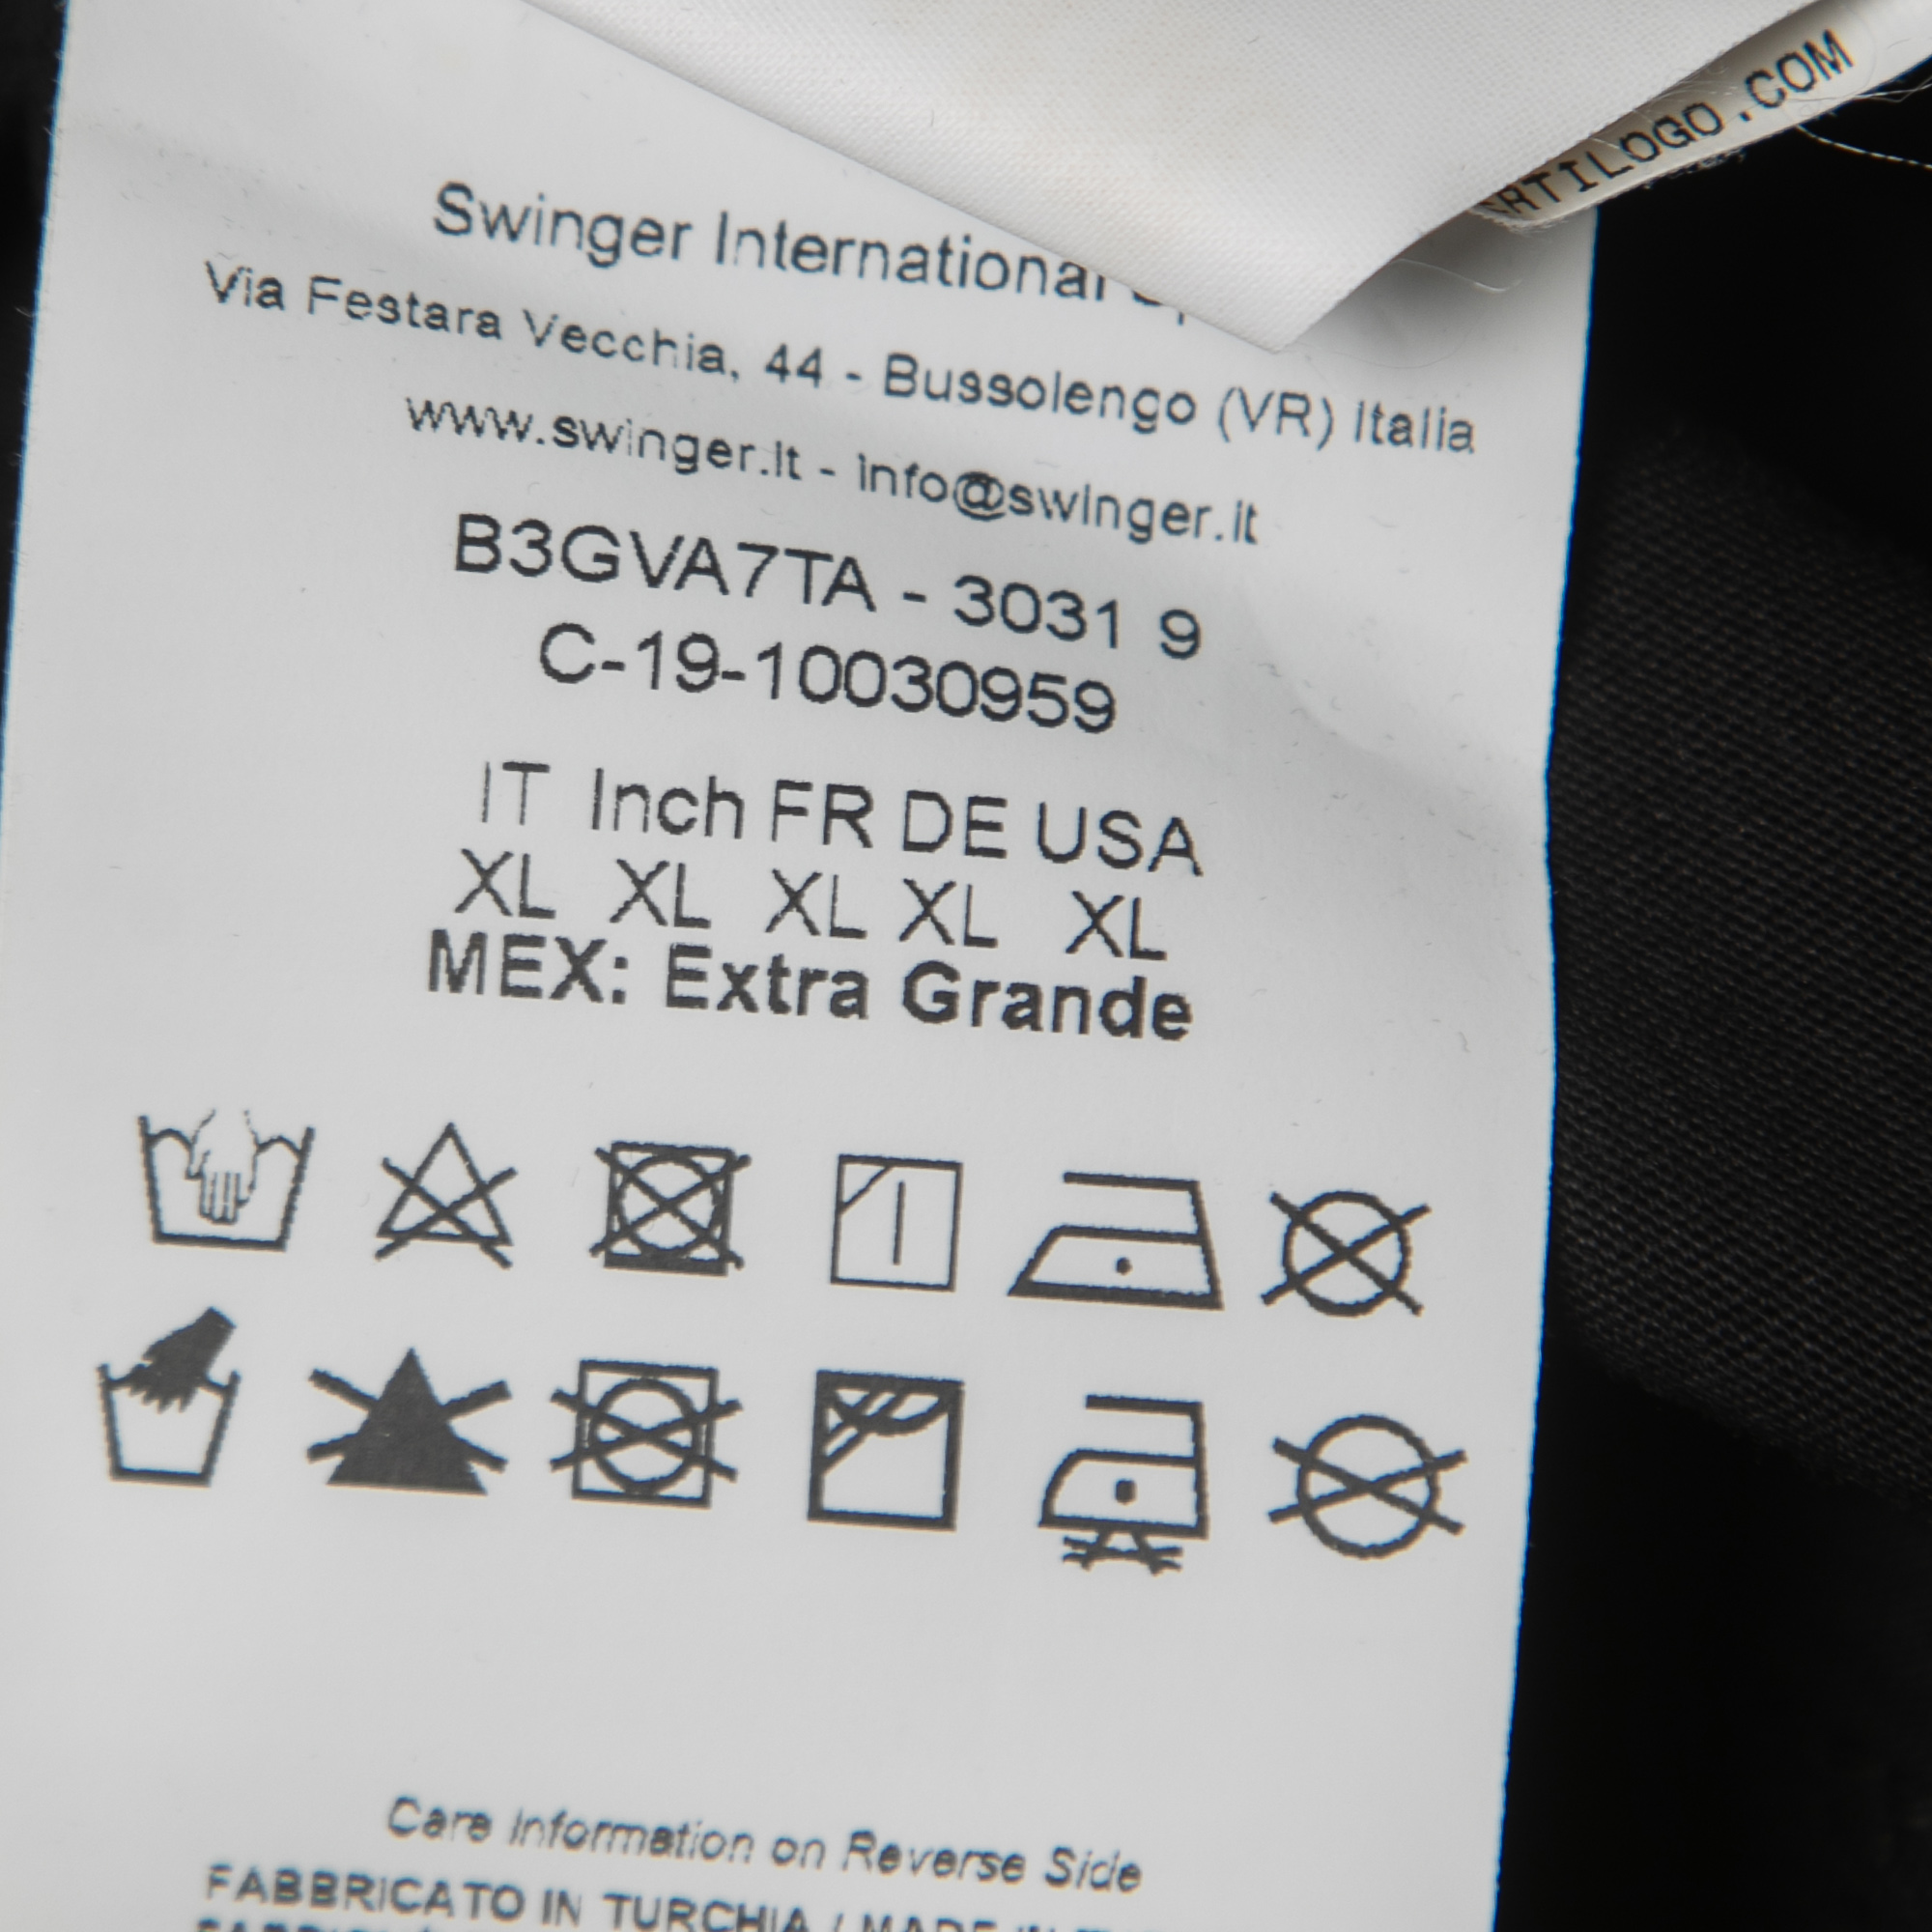 RTILOGO.COM
Swinger International
Via Festara Vecchia, 44 - Bussolengo (VR) Italia
www.swinger.it - info@swinger.it
B3GVA7TA - 3031 9
C-19-10030959
IT Inch FR DE USA
XL XL XL XL XL
MEX: Extra Grande
Care Information on Reverse Side
FABBRICATO IN TURCHIA / MADE IN